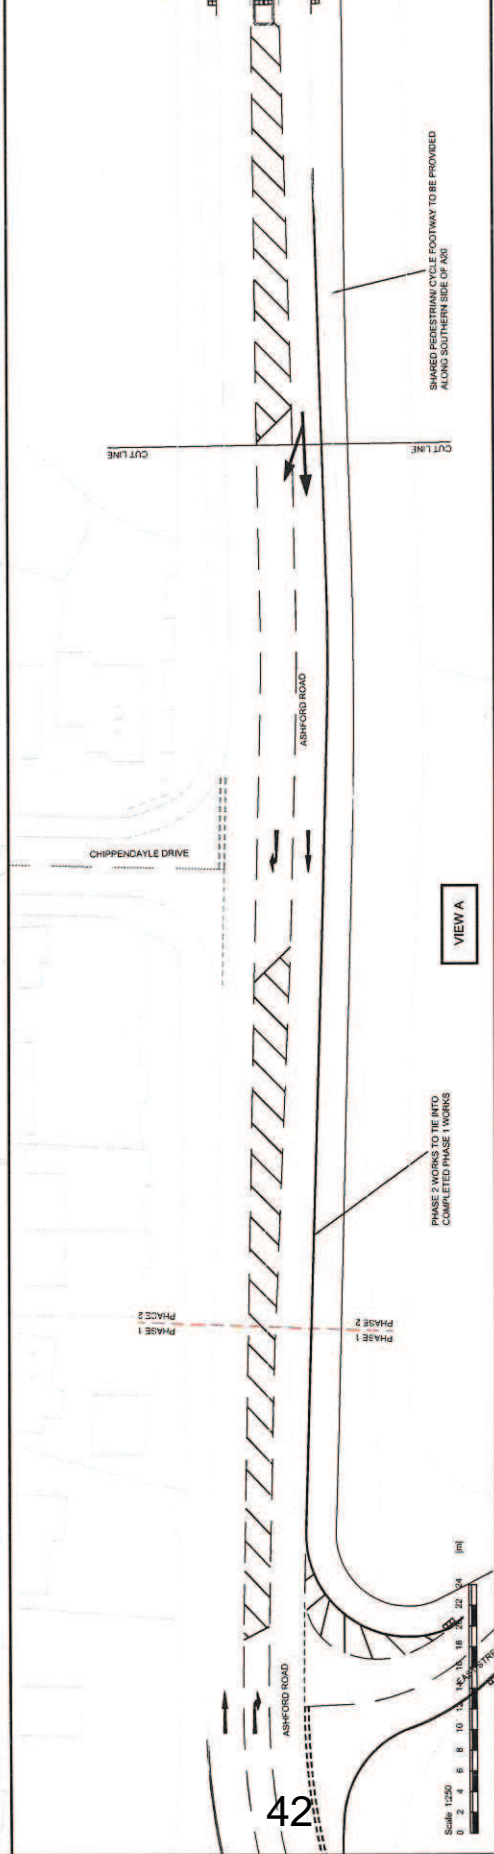 SHARED PEDESTRIAN/ CYCLE FOOTWAY TO BE PROVIDED
ALONG SOUTHERN SIDE OF A20
CUT LINE
CUT LINE
ASHFORD ROAD
CHIPPENDAYLE DRIVE
VIEW A
PHASE 2 WORKS TO TIE INTO
COMPLETED PHASE 1 WORKS
PHASE 2
PHASE 1
PHASE 2
PHASE 1
ASHFORD ROAD
Scale 1:250
0 2 4 6 8 10 12 14 16 18 20 22 24 [m]
42